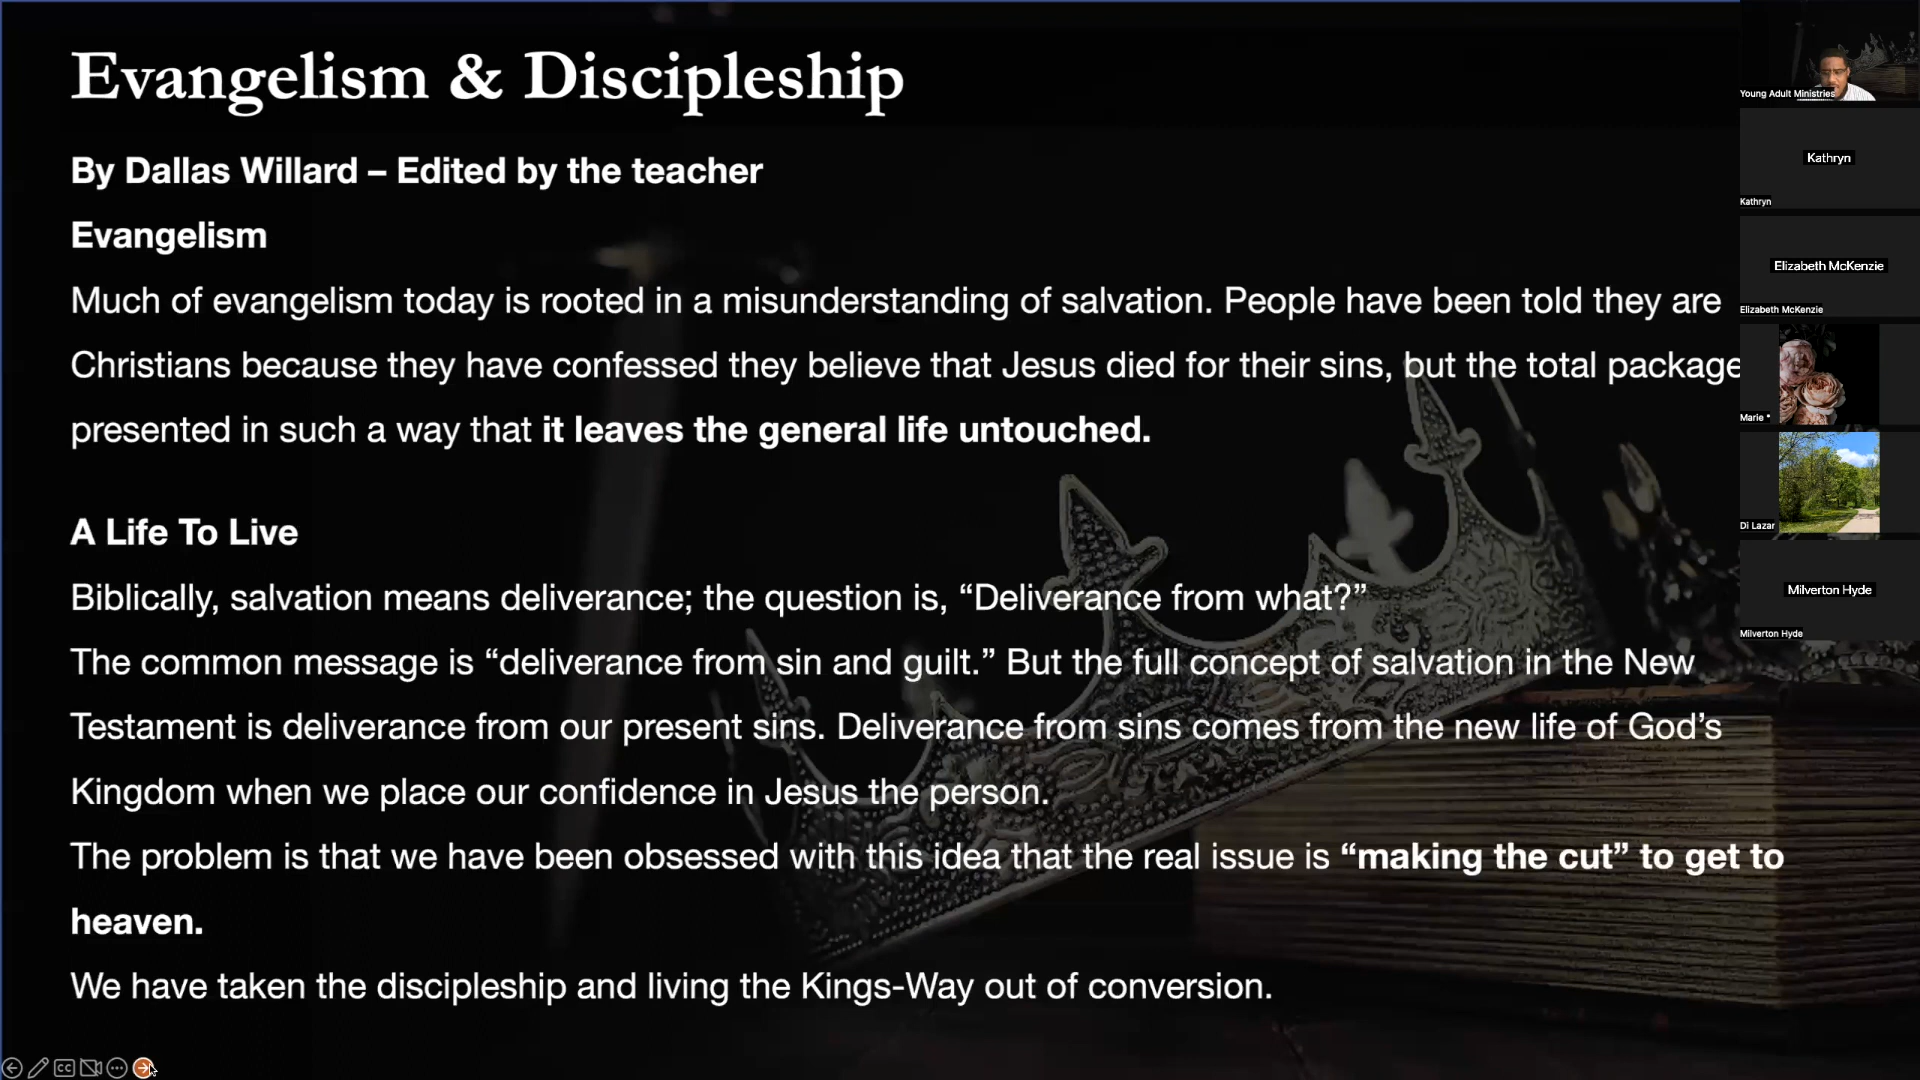 Evangelism & Discipleship
By Dallas Willard – Edited by the teacher
Evangelism
Much of evangelism today is rooted in a misunderstanding of salvation. People have been told they are
Christians because they have confessed they believe that Jesus died for their sins, but the total package
presented in such a way that it leaves the general life untouched.
A Life To Live
Biblically, salvation means deliverance; the question is, “Deliverance from what?”
The common message is “deliverance from sin and guilt.” But the full concept of salvation in the New
Testament is deliverance from our present sins. Deliverance from sins comes from the new life of God’s
Kingdom when we place our confidence in Jesus the person.
The problem is that we have been obsessed with this idea that the real issue is “making the cut” to get to
heaven.
We have taken the discipleship and living the Kings-Way out of conversion.
Young Adult Ministries
Kathryn
Kathryn
Elizabeth McKenzie
Elizabeth McKenzie
Marie *
Di Lazar
Milverton Hyde
Milverton Hyde
CC